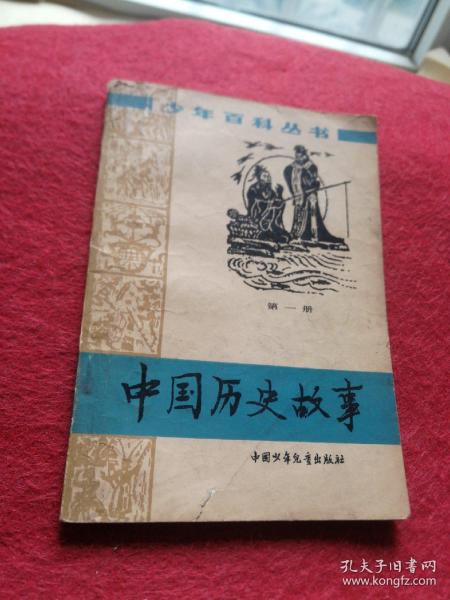 少年百科丛书
第一册
中国历史故事
中国少年儿童出版社
孔夫子旧书网
www.kongfz.com